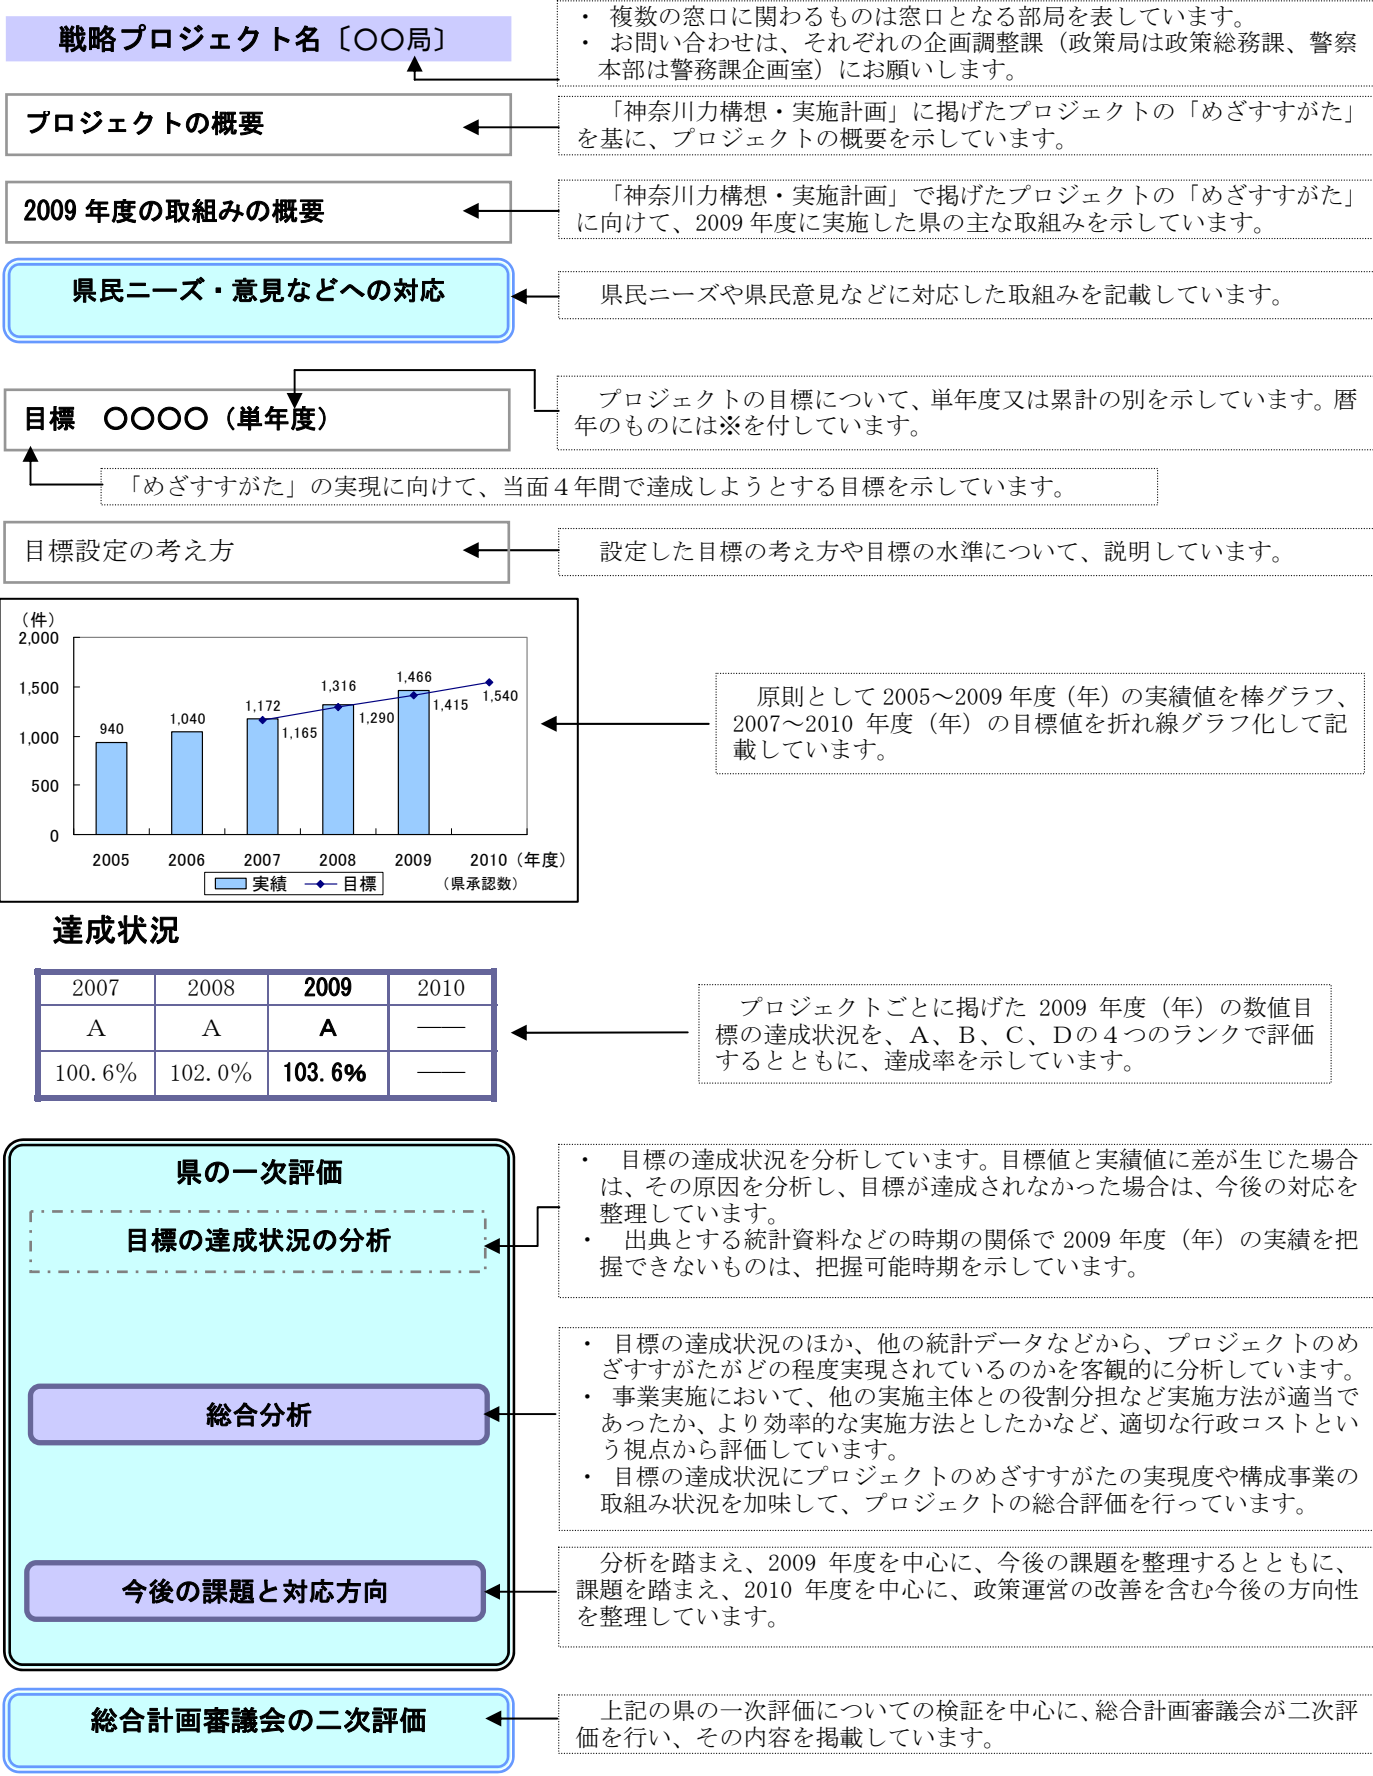 戦略プロジェクト名〔○○局〕
・ 複数の窓口に関わるものは窓口となる部局を表しています。
・ お問い合わせは、それぞれの企画調整課（政策局は政策総務課、警察
本部は警務課企画室）にお願いします。
プロジェクトの概要
「神奈川力構想・実施計画」に掲げたプロジェクトの「めざすすがた」
を基に、プロジェクトの概要を示しています。
2009 年度の取組みの概要
「神奈川力構想・実施計画」で掲げたプロジェクトの「めざすすがた」
に向けて、2009 年度に実施した県の主な取組みを示しています。
県民ニーズ・意見などへの対応
県民ニーズや県民意見などに対応した取組みを記載しています。
目標 ○○○○（単年度）
プロジェクトの目標について、単年度又は累計の別を示しています。暦
年のものには※を付しています。
「めざすすがた」の実現に向けて、当面４年間で達成しようとする目標を示しています。
目標設定の考え方
設定した目標の考え方や目標の水準について、説明しています。
（件）
2,000
1,500
1,000
500
0
940
1,040
1,172
1,316
1,466
1,165
1,290
1,415
1,540
2005 2006 2007 2008 2009 2010（年度）
実績 目標
（県承認数）
原則として 2005～2009 年度（年）の実績値を棒グラフ、
2007～2010 年度（年）の目標値を折れ線グラフ化して記
載しています。
達成状況
2007 2008 2009 2010
Ａ Ａ Ａ ――
100.6% 102.0% 103.6% ――
プロジェクトごとに掲げた 2009 年度（年）の数値目
標の達成状況を、Ａ、Ｂ、Ｃ、Ｄの４つのランクで評価
するとともに、達成率を示しています。
県の一次評価
目標の達成状況の分析
・ 目標の達成状況を分析しています。目標値と実績値に差が生じた場合
は、その原因を分析し、目標が達成されなかった場合は、今後の対応を
整理しています。
・ 出典とする統計資料などの時期の関係で 2009 年度（年）の実績を把
握できないものは、把握可能時期を示しています。
総合分析
・ 目標の達成状況のほか、他の統計データなどから、プロジェクトのめ
ざすすがたがどの程度実現されているのかを客観的に分析しています。
・ 事業実施において、他の実施主体との役割分担など実施方法が適当で
あったか、より効率的な実施方法としたかなど、適切な行政コストとい
う視点から評価しています。
・ 目標の達成状況にプロジェクトのめざすすがたの実現度や構成事業の
取組み状況を加味して、プロジェクトの総合評価を行っています。
今後の課題と対応方向
分析を踏まえ、2009 年度を中心に、今後の課題を整理するとともに、
課題を踏まえ、2010 年度を中心に、政策運営の改善を含む今後の方向性
を整理しています。
総合計画審議会の二次評価
上記の県の一次評価についての検証を中心に、総合計画審議会が二次評
価を行い、その内容を掲載しています。